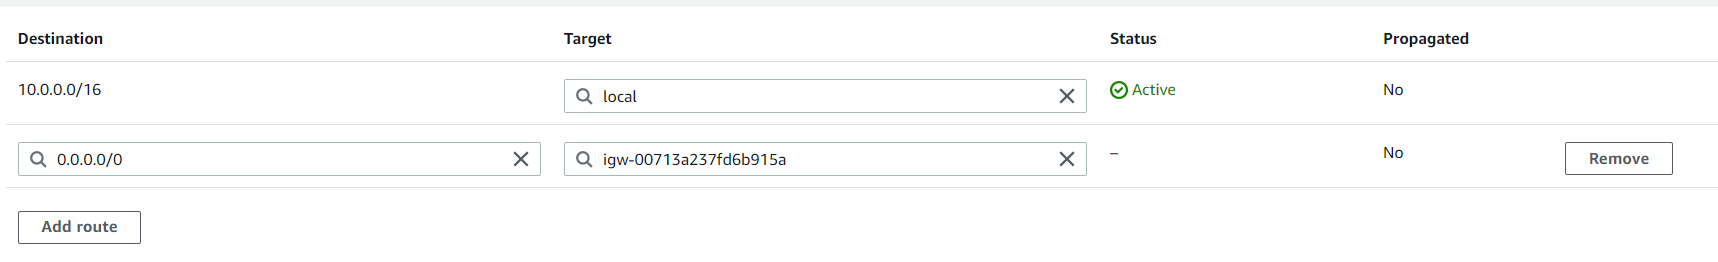 Destination Target Status Propagated
10.0.0.0/16 local Active No
0.0.0.0/0 igw-00713a237fd6b915a – No Remove
Add route